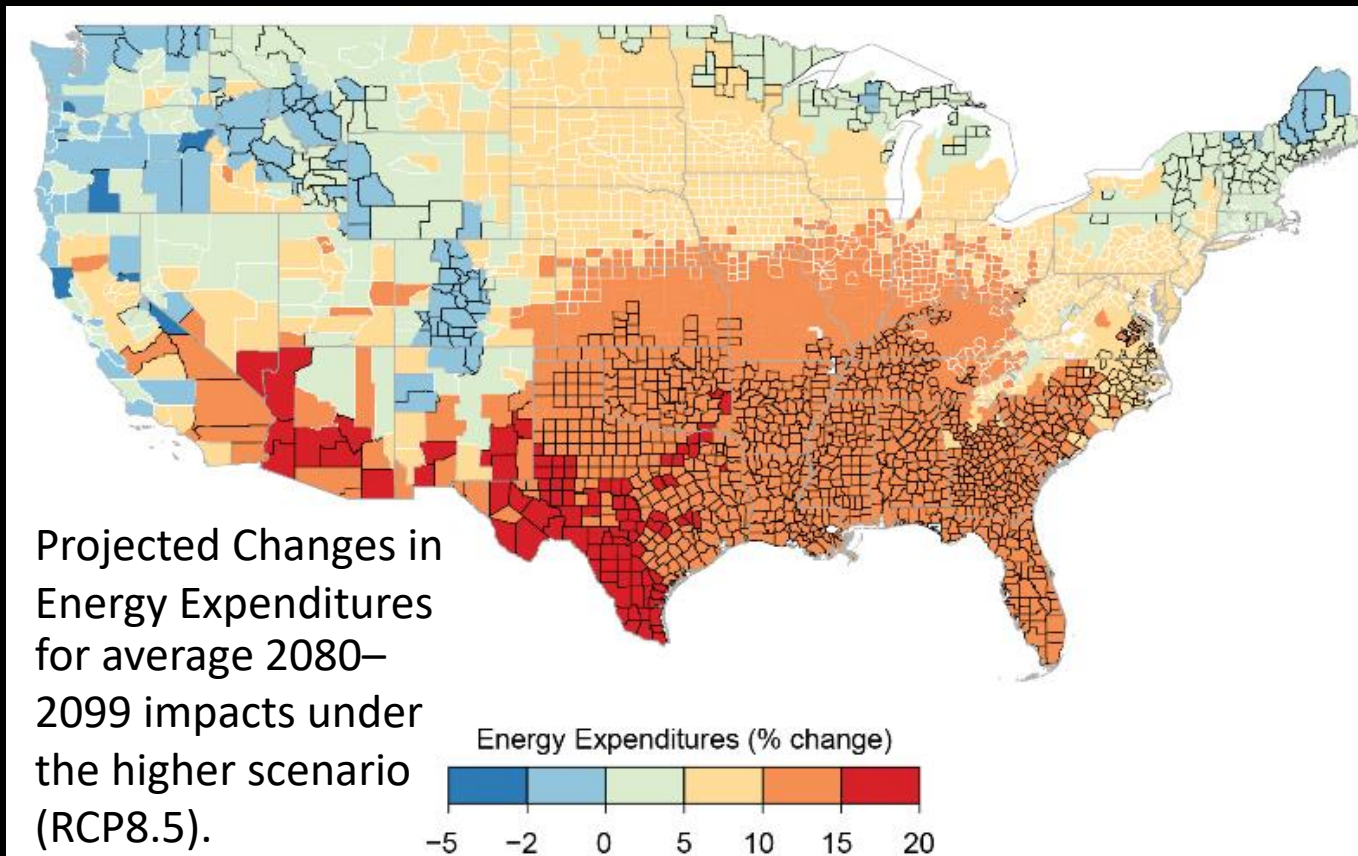 Projected Changes in
Energy Expenditures
for average 2080–
2099 impacts under
the higher scenario
(RCP8.5).
Energy Expenditures (% change)
−5 −2 0 5 10 15 20